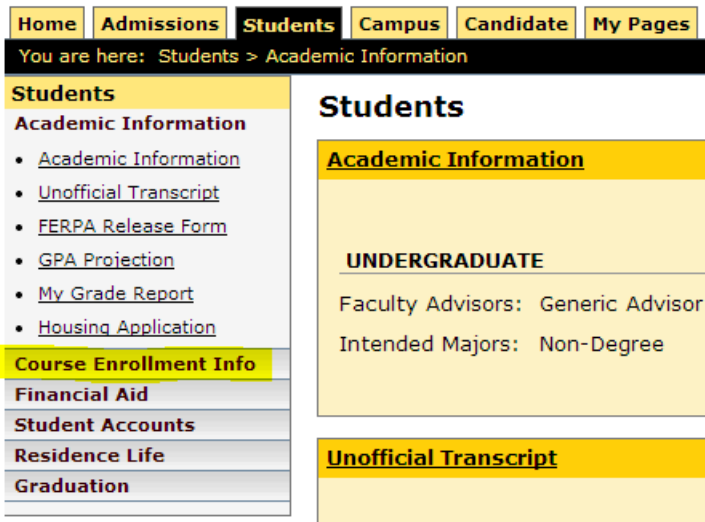 Home Admissions Students Campus Candidate My Pages
You are here: Students > Academic Information
Students
Academic Information
• Academic Information
• Unofficial Transcript
• FERPA Release Form
• GPA Projection
• My Grade Report
• Housing Application
Course Enrollment Info
Financial Aid
Student Accounts
Residence Life
Graduation
Students
Academic Information
UNDERGRADUATE
Faculty Advisors: Generic Advisor
Intended Majors: Non-Degree
Unofficial Transcript